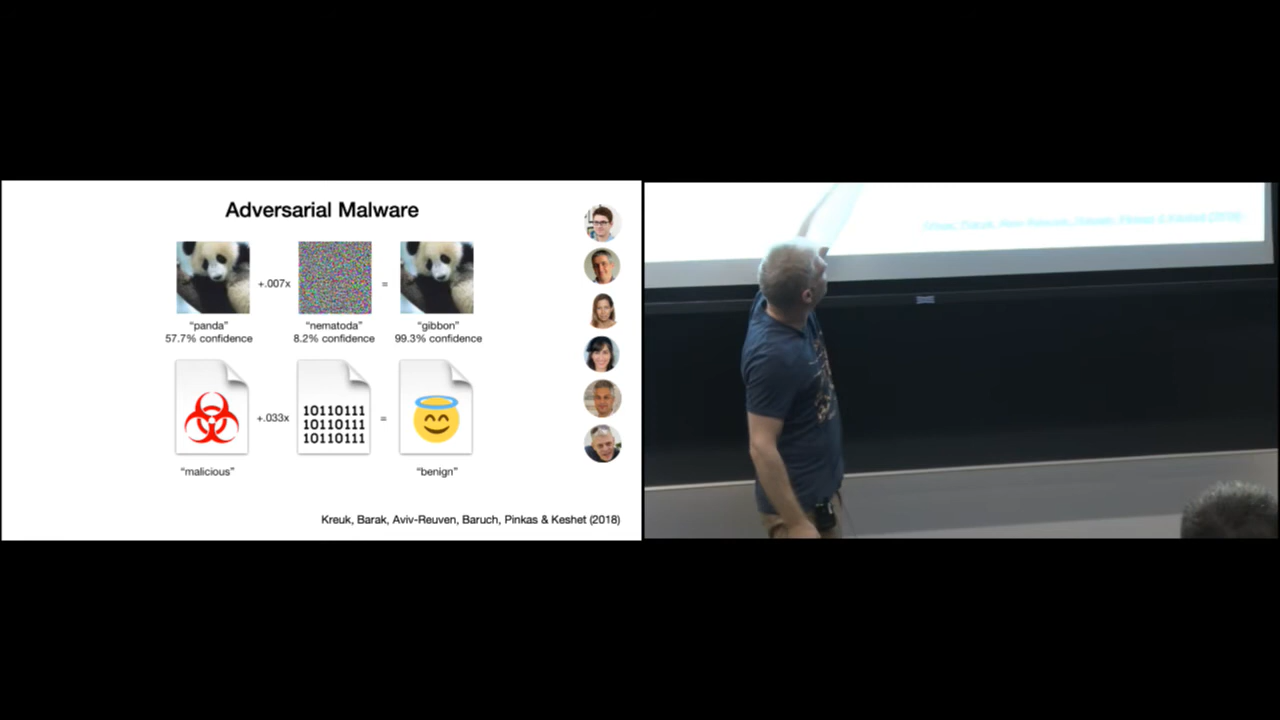 Adversarial Malware
+.007x
=
“panda”
57.7% confidence
“nematoda”
8.2% confidence
“gibbon”
99.3% confidence
+.033x
10110111
10110111
10110111
=
“malicious”
“benign”
Kreuk, Barak, Aviv-Reuven, Baruch, Pinkas & Keshet (2018)